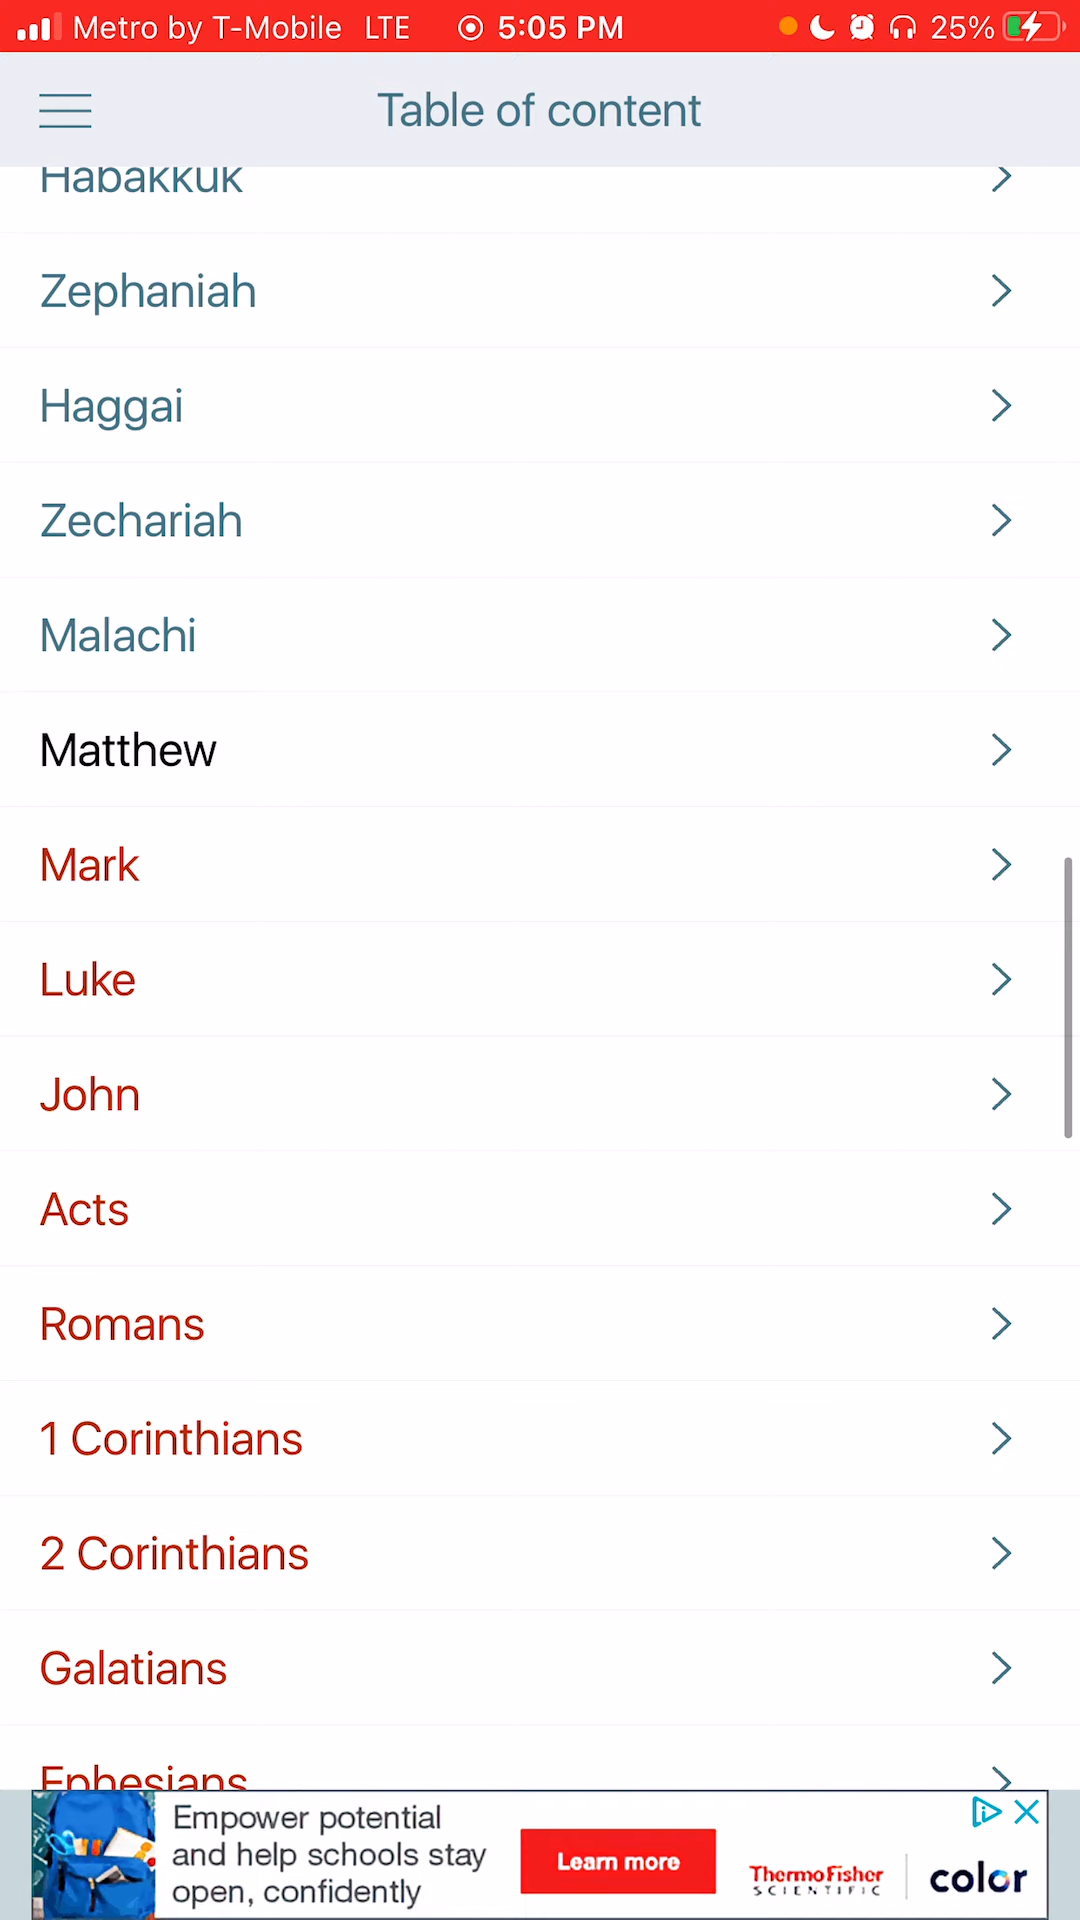 Metro by T-Mobile LTE 5:05 PM 25%
Table of content
Habakkuk
Zephaniah
Haggai
Zechariah
Malachi
Matthew
Mark
Luke
John
Acts
Romans
1 Corinthians
2 Corinthians
Galatians
Ephesians
Empower potential
and help schools stay
open, confidently
Learn more
ThermoFisher
SCIENTIFIC
color